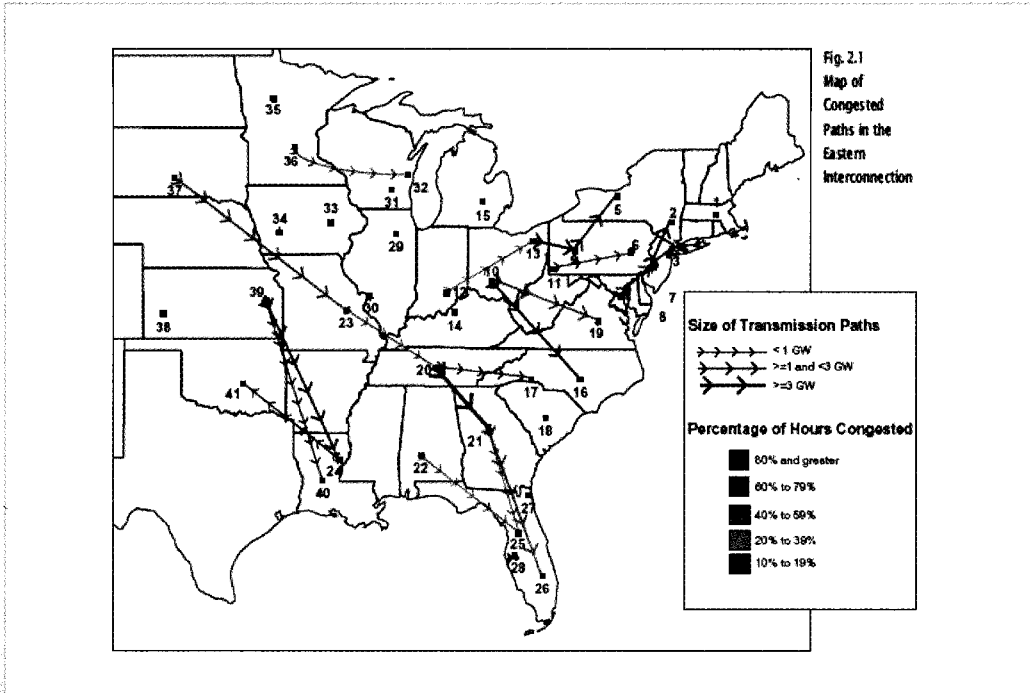 Fig. 2.1
Map of
Congested
Paths in the
Eastern
Interconnection
35
36
37
32
31
15
33
34
29
5
2
1
6
3
13
11
10
12
39
30
23
14
38
7
8
19
Size of Transmission Paths
< 1 GW
>=1 and <3 GW
>=3 GW
20
17
16
41
18
21
22
24
40
27
25
28
26
Percentage of Hours Congested
80% and greater
60% to 79%
40% to 59%
20% to 39%
10% to 19%